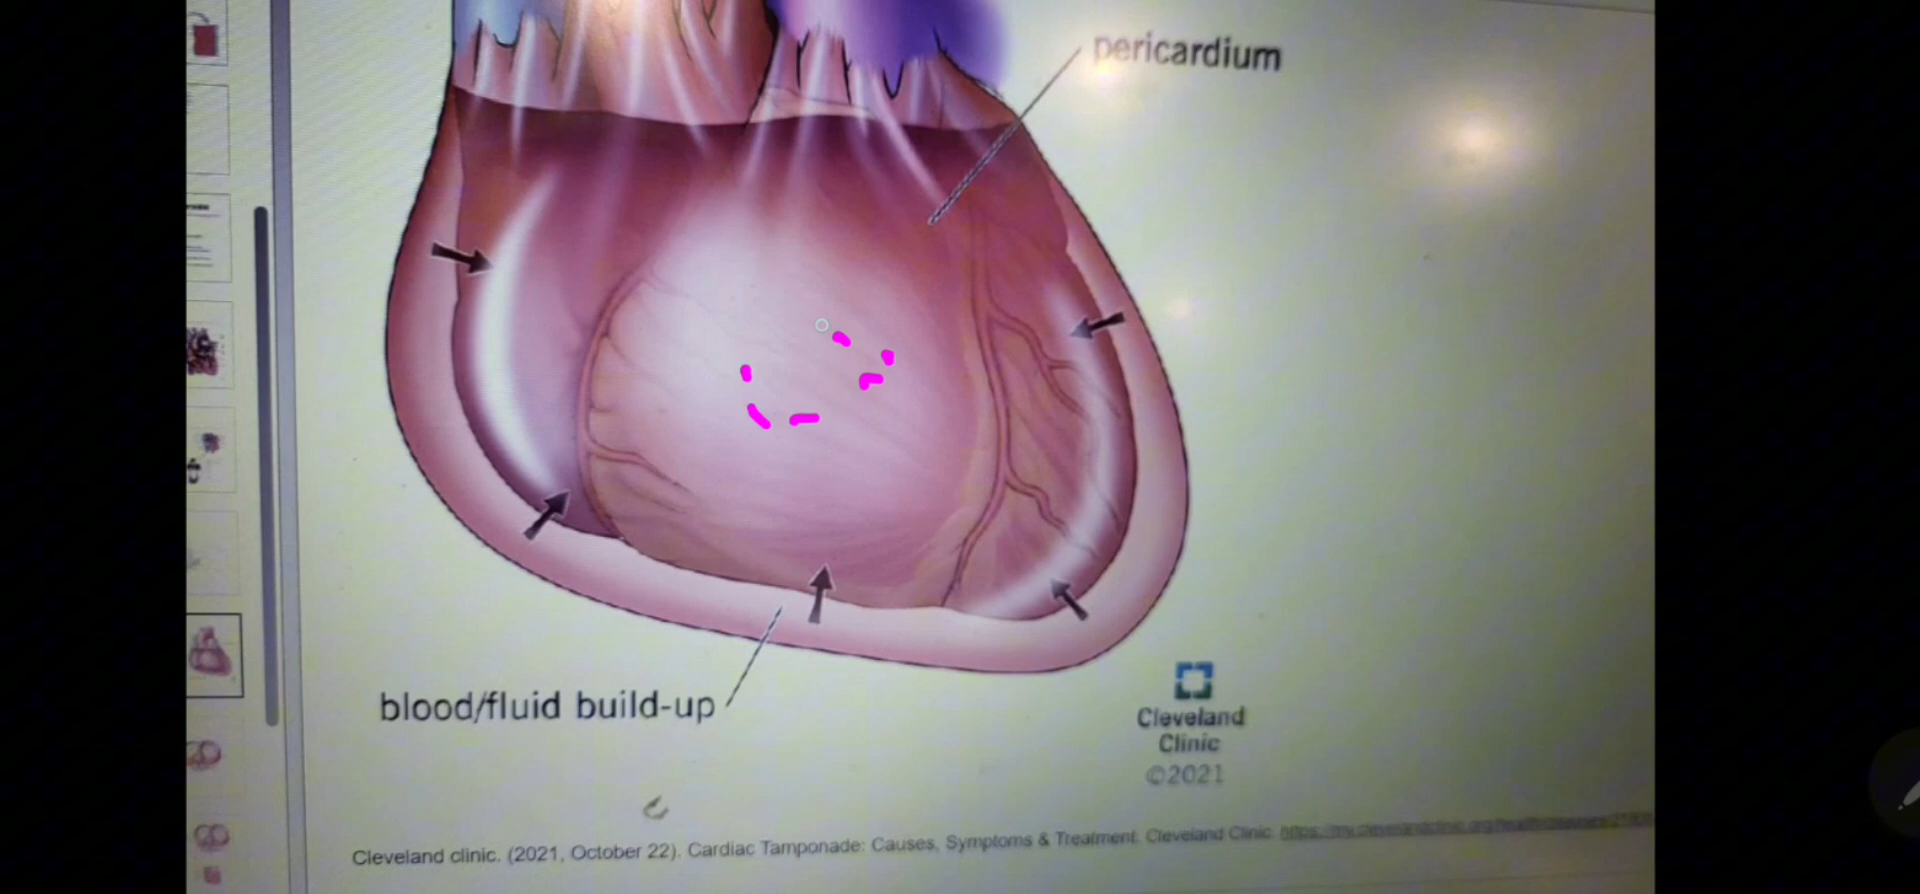 pericardium
blood/fluid build-up
Cleveland
Clinic
©2021
Cleveland clinic. (2021, October 22). Cardiac Tamponade: Causes, Symptoms & Treatment. Cleveland Clinic.